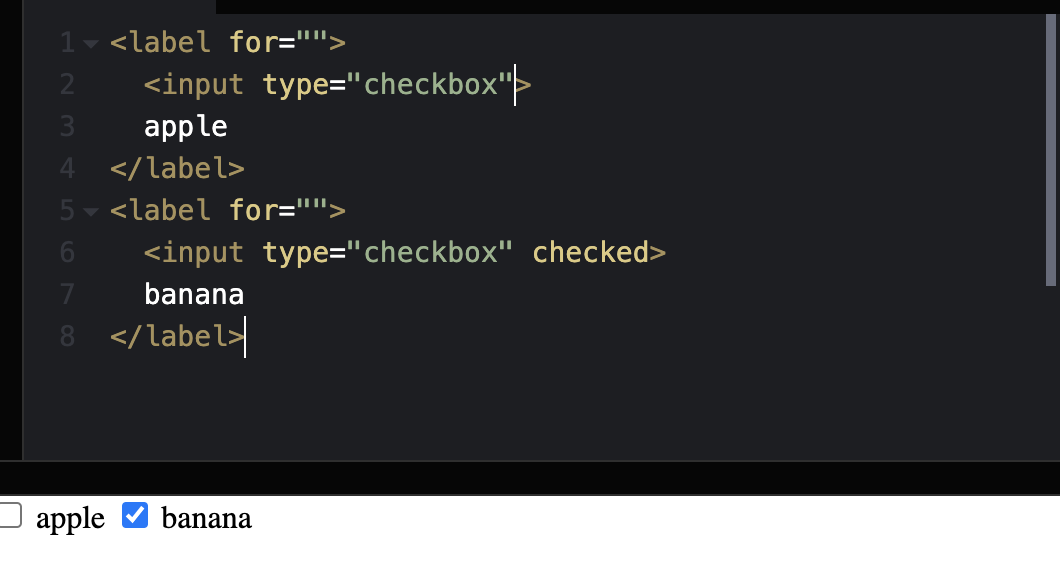 1 <label for="">
2 <input type="checkbox">
3 apple
4 </label>
5 <label for="">
6 <input type="checkbox" checked>
7 banana
8 </label>
apple banana